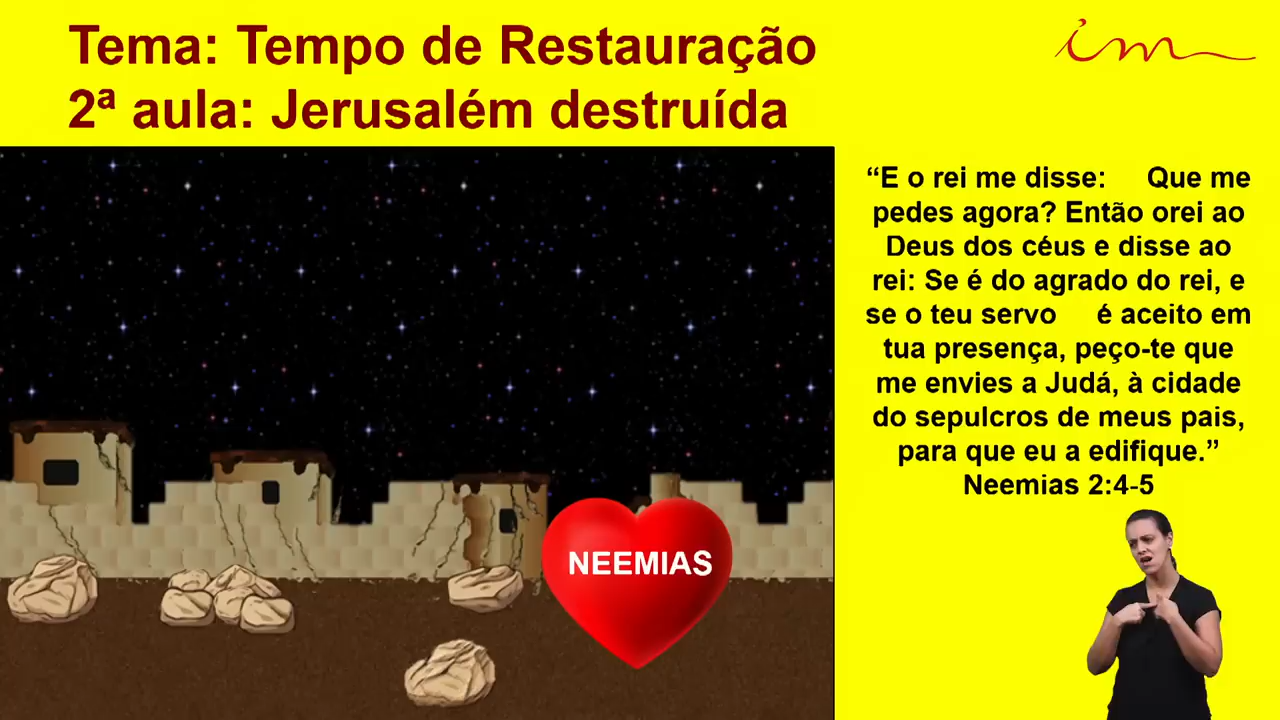 Tema: Tempo de Restauração
2ª aula: Jerusalém destruída
im
“E o rei me disse: Que me
pedes agora? Então orei ao
Deus dos céus e disse ao
rei: Se é do agrado do rei, e
se o teu servo é aceito em
tua presença, peço-te que
me envies a Judá, à cidade
do sepulcros de meus pais,
para que eu a edifique.”
Neemias 2:4-5
NEEMIAS